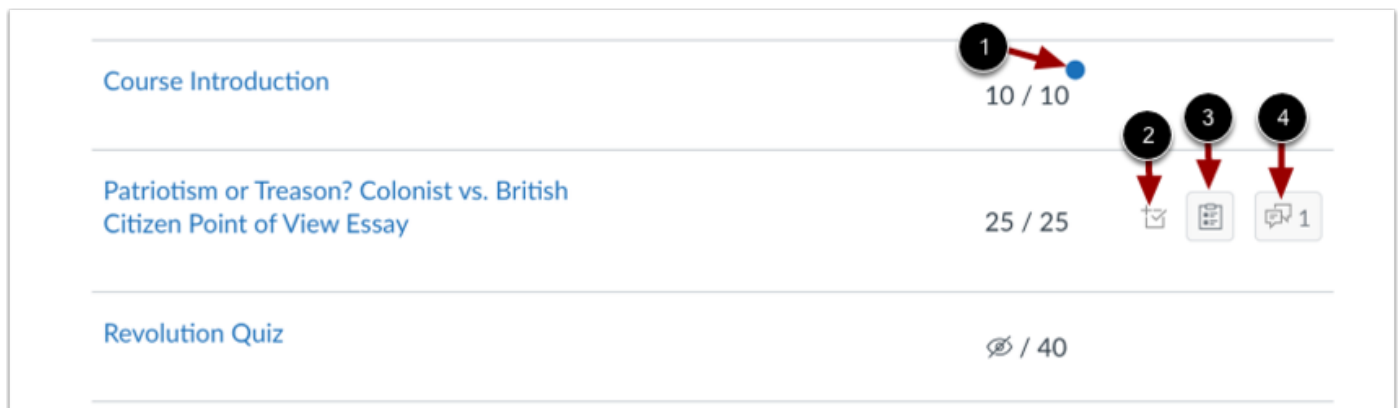 1
Course Introduction
10 / 10
2
3
4
Patriotism or Treason? Colonist vs. British
Citizen Point of View Essay
25 / 25
1
Revolution Quiz
/ 40